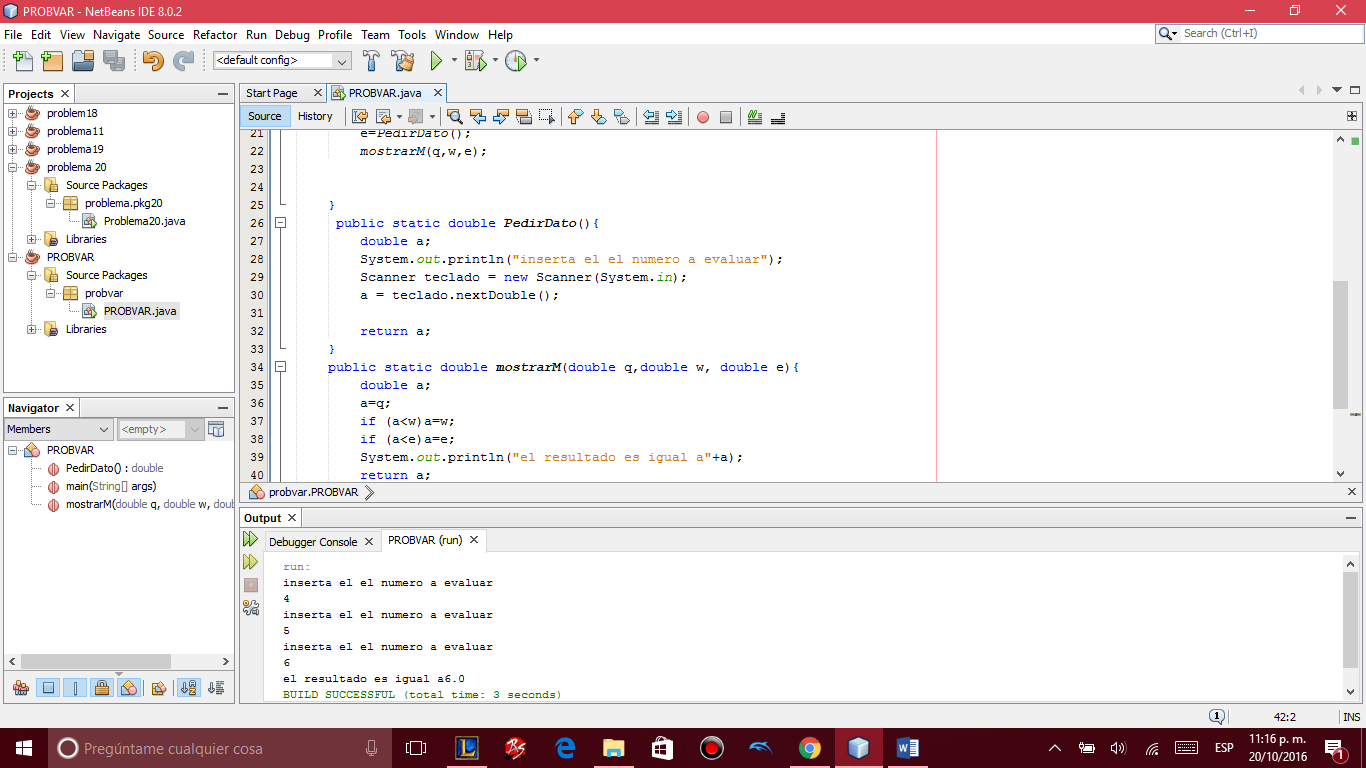 PROBVAR - NetBeans IDE 8.0.2
File Edit View Navigate Source Refactor Run Debug Profile Team Tools Window Help
Search (Ctrl+I)
<default config>
Projects
problem18
problema11
problema19
problema 20
Source Packages
problema.pkg20
Problema20.java
Libraries
PROBVAR
Source Packages
probvar
PROBVAR.java
Libraries
Navigator
Members <empty>
PROBVAR
PedirDato() : double
main(String[] args)
mostrarM(double q, double w, doub
Start Page PROBVAR.java
Source History
21 e=PedirDato();
22 mostrarM(q,w,e);
23
24
25 }
26 public static double PedirDato(){
27 double a;
28 System.out.println("inserta el el numero a evaluar");
29 Scanner teclado = new Scanner(System.in);
30 a = teclado.nextDouble();
31
32 return a;
33 }
34 public static double mostrarM(double q,double w, double e){
35 double a;
36 a=q;
37 if (a<w)a=w;
38 if (a<e)a=e;
39 System.out.println("el resultado es igual a"+a);
40 return a;
probvar.PROBVAR
Output
Debugger Console PROBVAR (run)
run:
inserta el el numero a evaluar
4
inserta el el numero a evaluar
5
inserta el el numero a evaluar
6
el resultado es igual a6.0
BUILD SUCCESSFUL (total time: 3 seconds)
1 42:2 INS
Pregúntame cualquier cosa
ESP
11:16 p. m.
20/10/2016
1